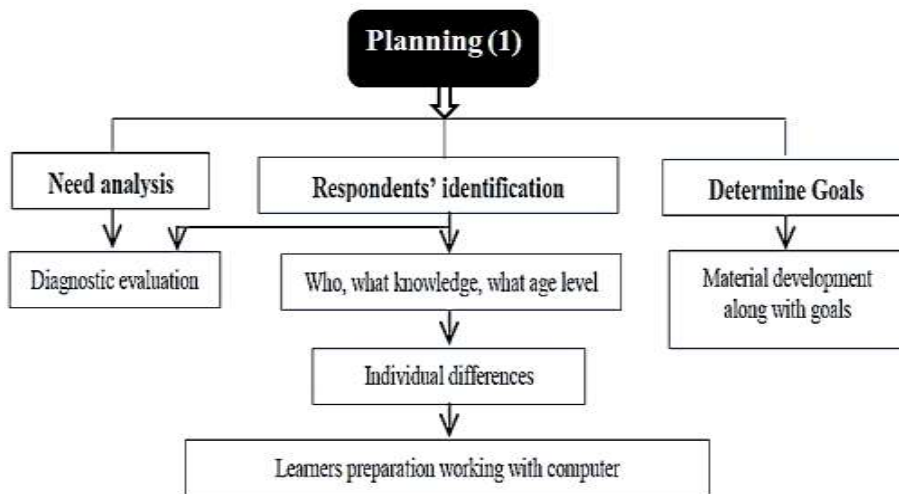 Planning (1)
Need analysis
Respondents’ identification
Determine Goals
Diagnostic evaluation
Who, what knowledge, what age level
Material development
along with goals
Individual differences
Learners preparation working with computer